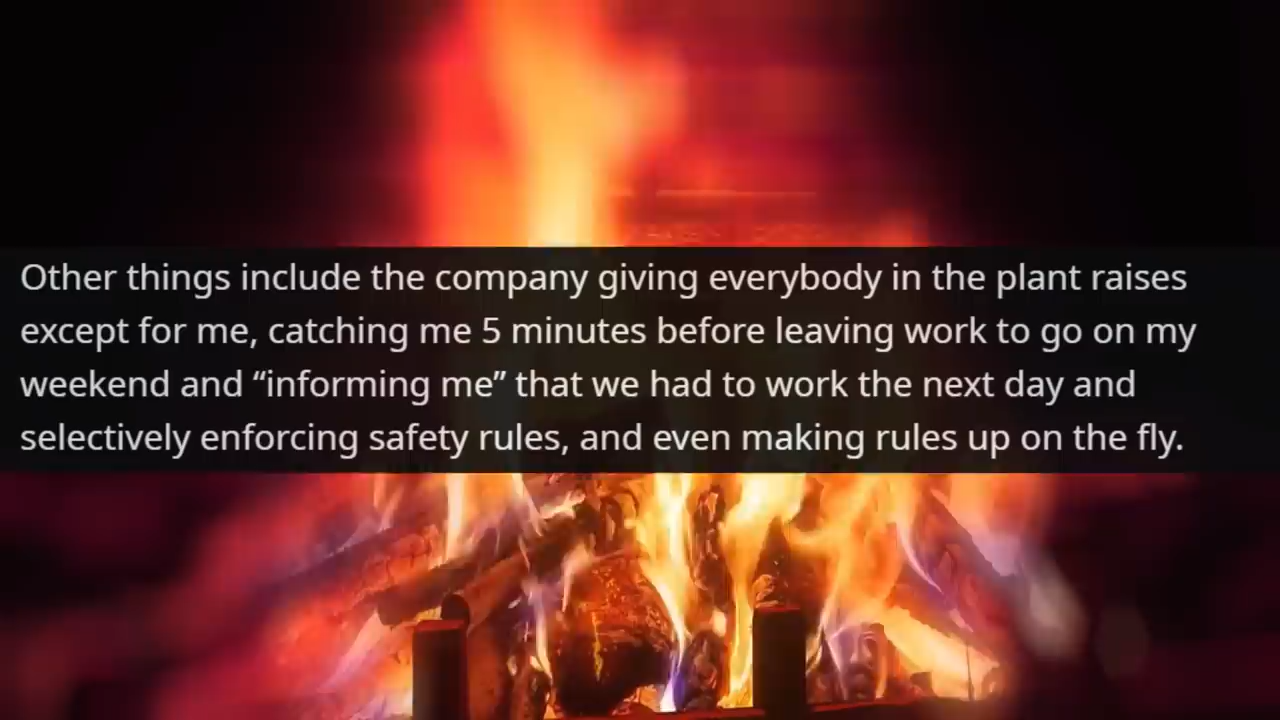 Other things include the company giving everybody in the plant raises
except for me, catching me 5 minutes before leaving work to go on my
weekend and “informing me” that we had to work the next day and
selectively enforcing safety rules, and even making rules up on the fly.